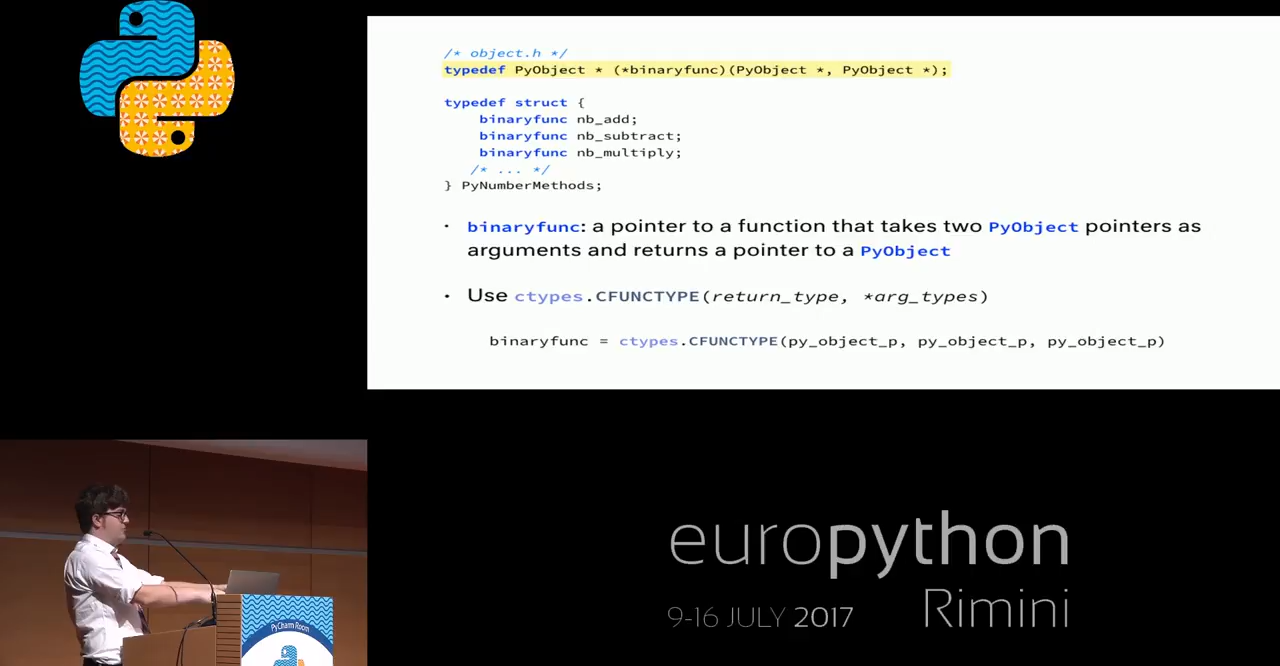 /* object.h */
typedef PyObject * (*binaryfunc)(PyObject *, PyObject *);
typedef struct {
binaryfunc nb_add;
binaryfunc nb_subtract;
binaryfunc nb_multiply;
/* ... */
} PyNumberMethods;
· binaryfunc: a pointer to a function that takes two PyObject pointers as
arguments and returns a pointer to a PyObject
· Use ctypes.CFUNCTYPE(return_type, *arg_types)
binaryfunc = ctypes.CFUNCTYPE(py_object_p, py_object_p, py_object_p)
europython
9-16 JULY 2017 Rimini
PyCharm Room